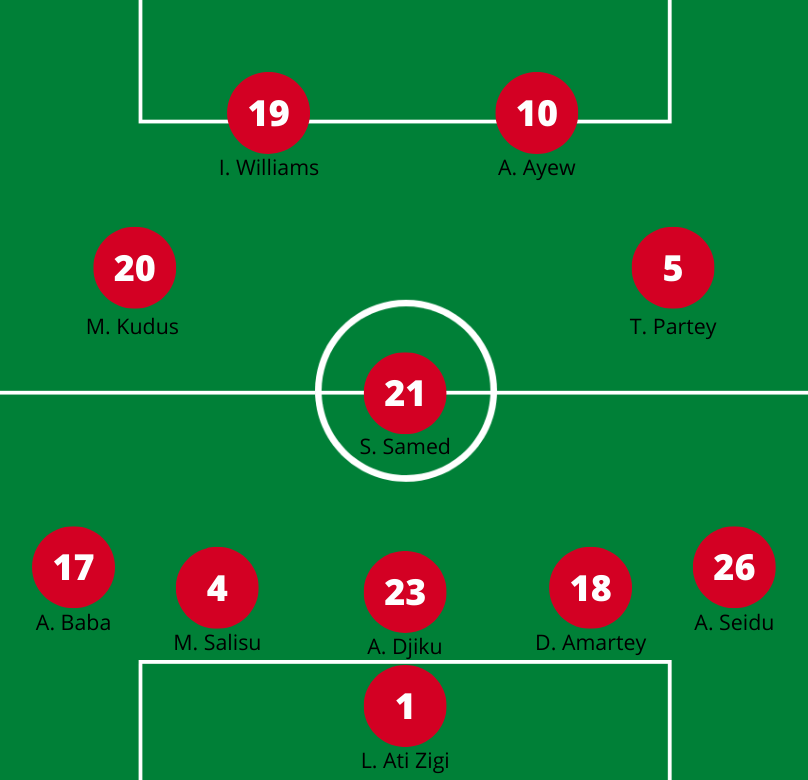 19
10
I. Williams
A. Ayew
20
5
M. Kudus
T. Partey
21
S. Samed
17
4
23
18
26
A. Baba
M. Salisu
A. Djiku
D. Amartey
A. Seidu
1
L. Ati Zigi